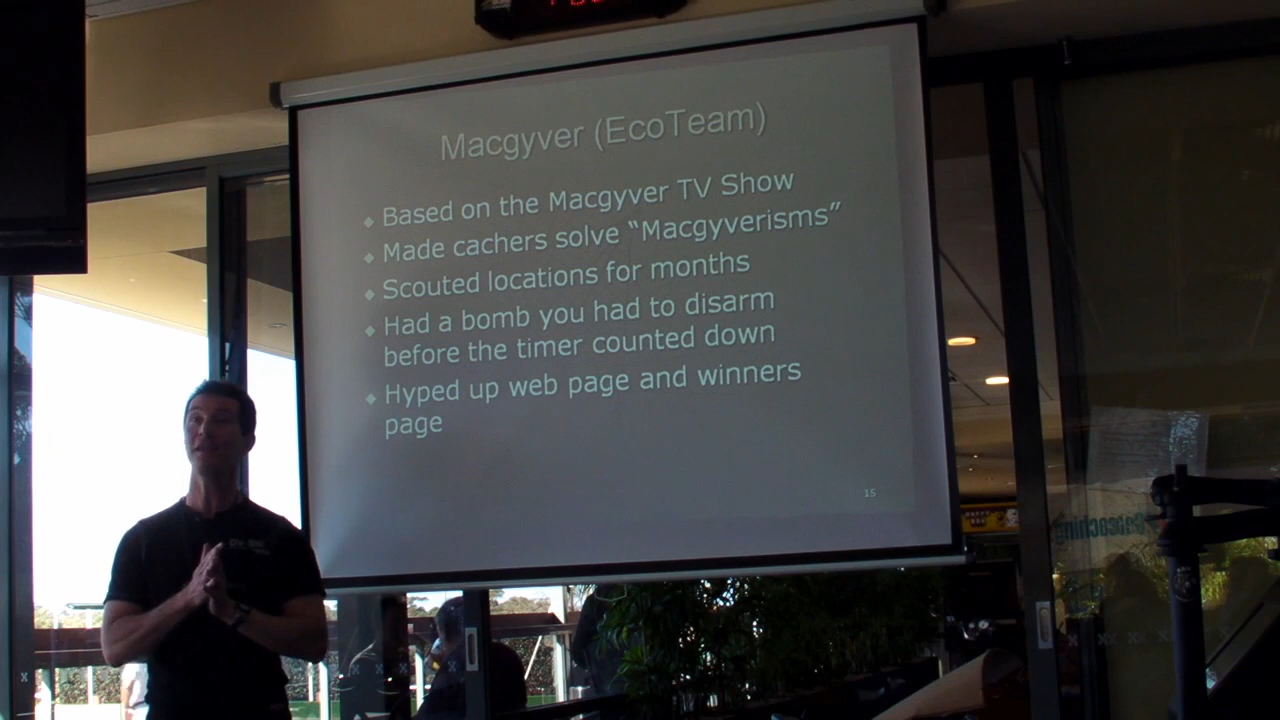 Macgyver (EcoTeam)
Based on the Macgyver TV Show
Made cachers solve “Macgyverisms”
Scouted locations for months
Had a bomb you had to disarm
before the timer counted down
Hyped up web page and winners
page
15
Geocaching